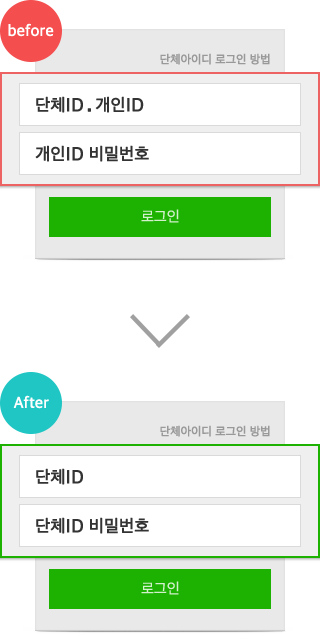 before
단체아이디 로그인 방법
단체ID . 개인ID
개인ID 비밀번호
로그인
After
단체아이디 로그인 방법
단체ID
단체ID 비밀번호
로그인